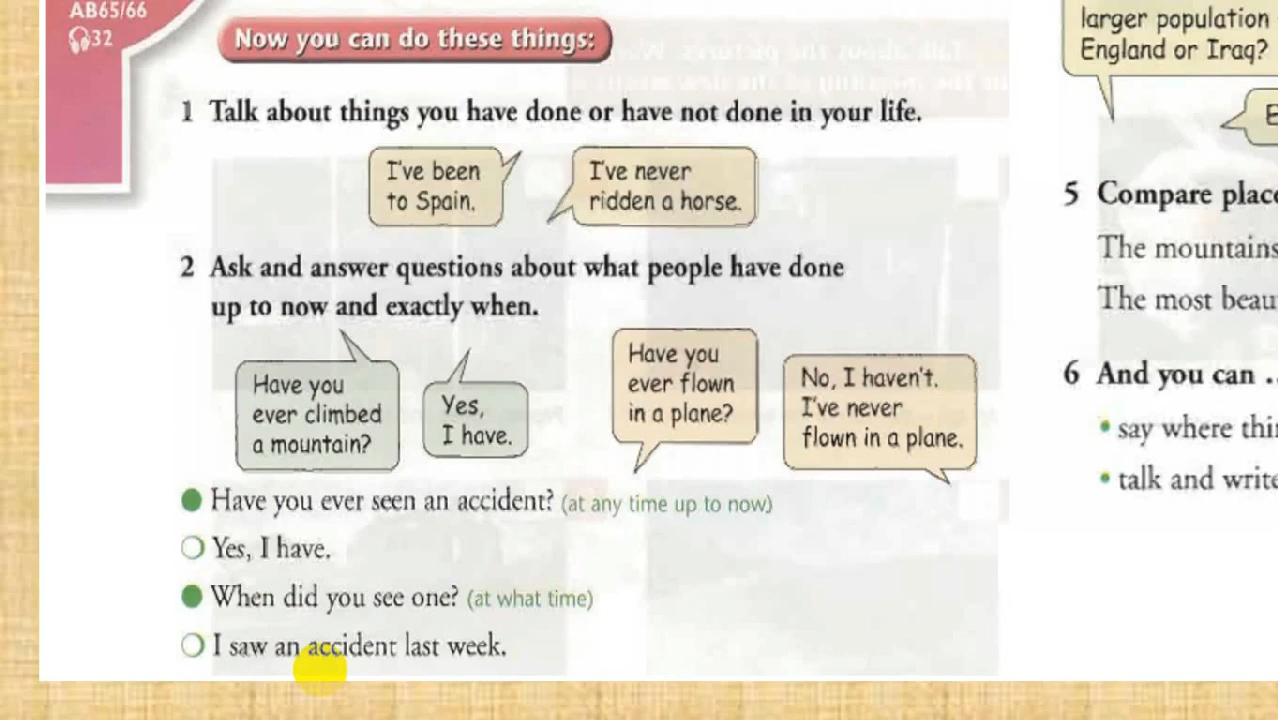 AB65/66
32
Now you can do these things:
1 Talk about things you have done or have not done in your life.
I've been
to Spain.
I've never
ridden a horse.
2 Ask and answer questions about what people have done
up to now and exactly when.
Have you
ever climbed
a mountain?
Yes,
I have.
Have you
ever flown
in a plane?
No, I haven't.
I've never
flown in a plane.
Have you ever seen an accident? (at any time up to now)
Yes, I have.
When did you see one? (at what time)
I saw an accident last week.
larger population
England or Iraq?
5 Compare
The mountains
The most
6 And you can
• say where
• talk and write